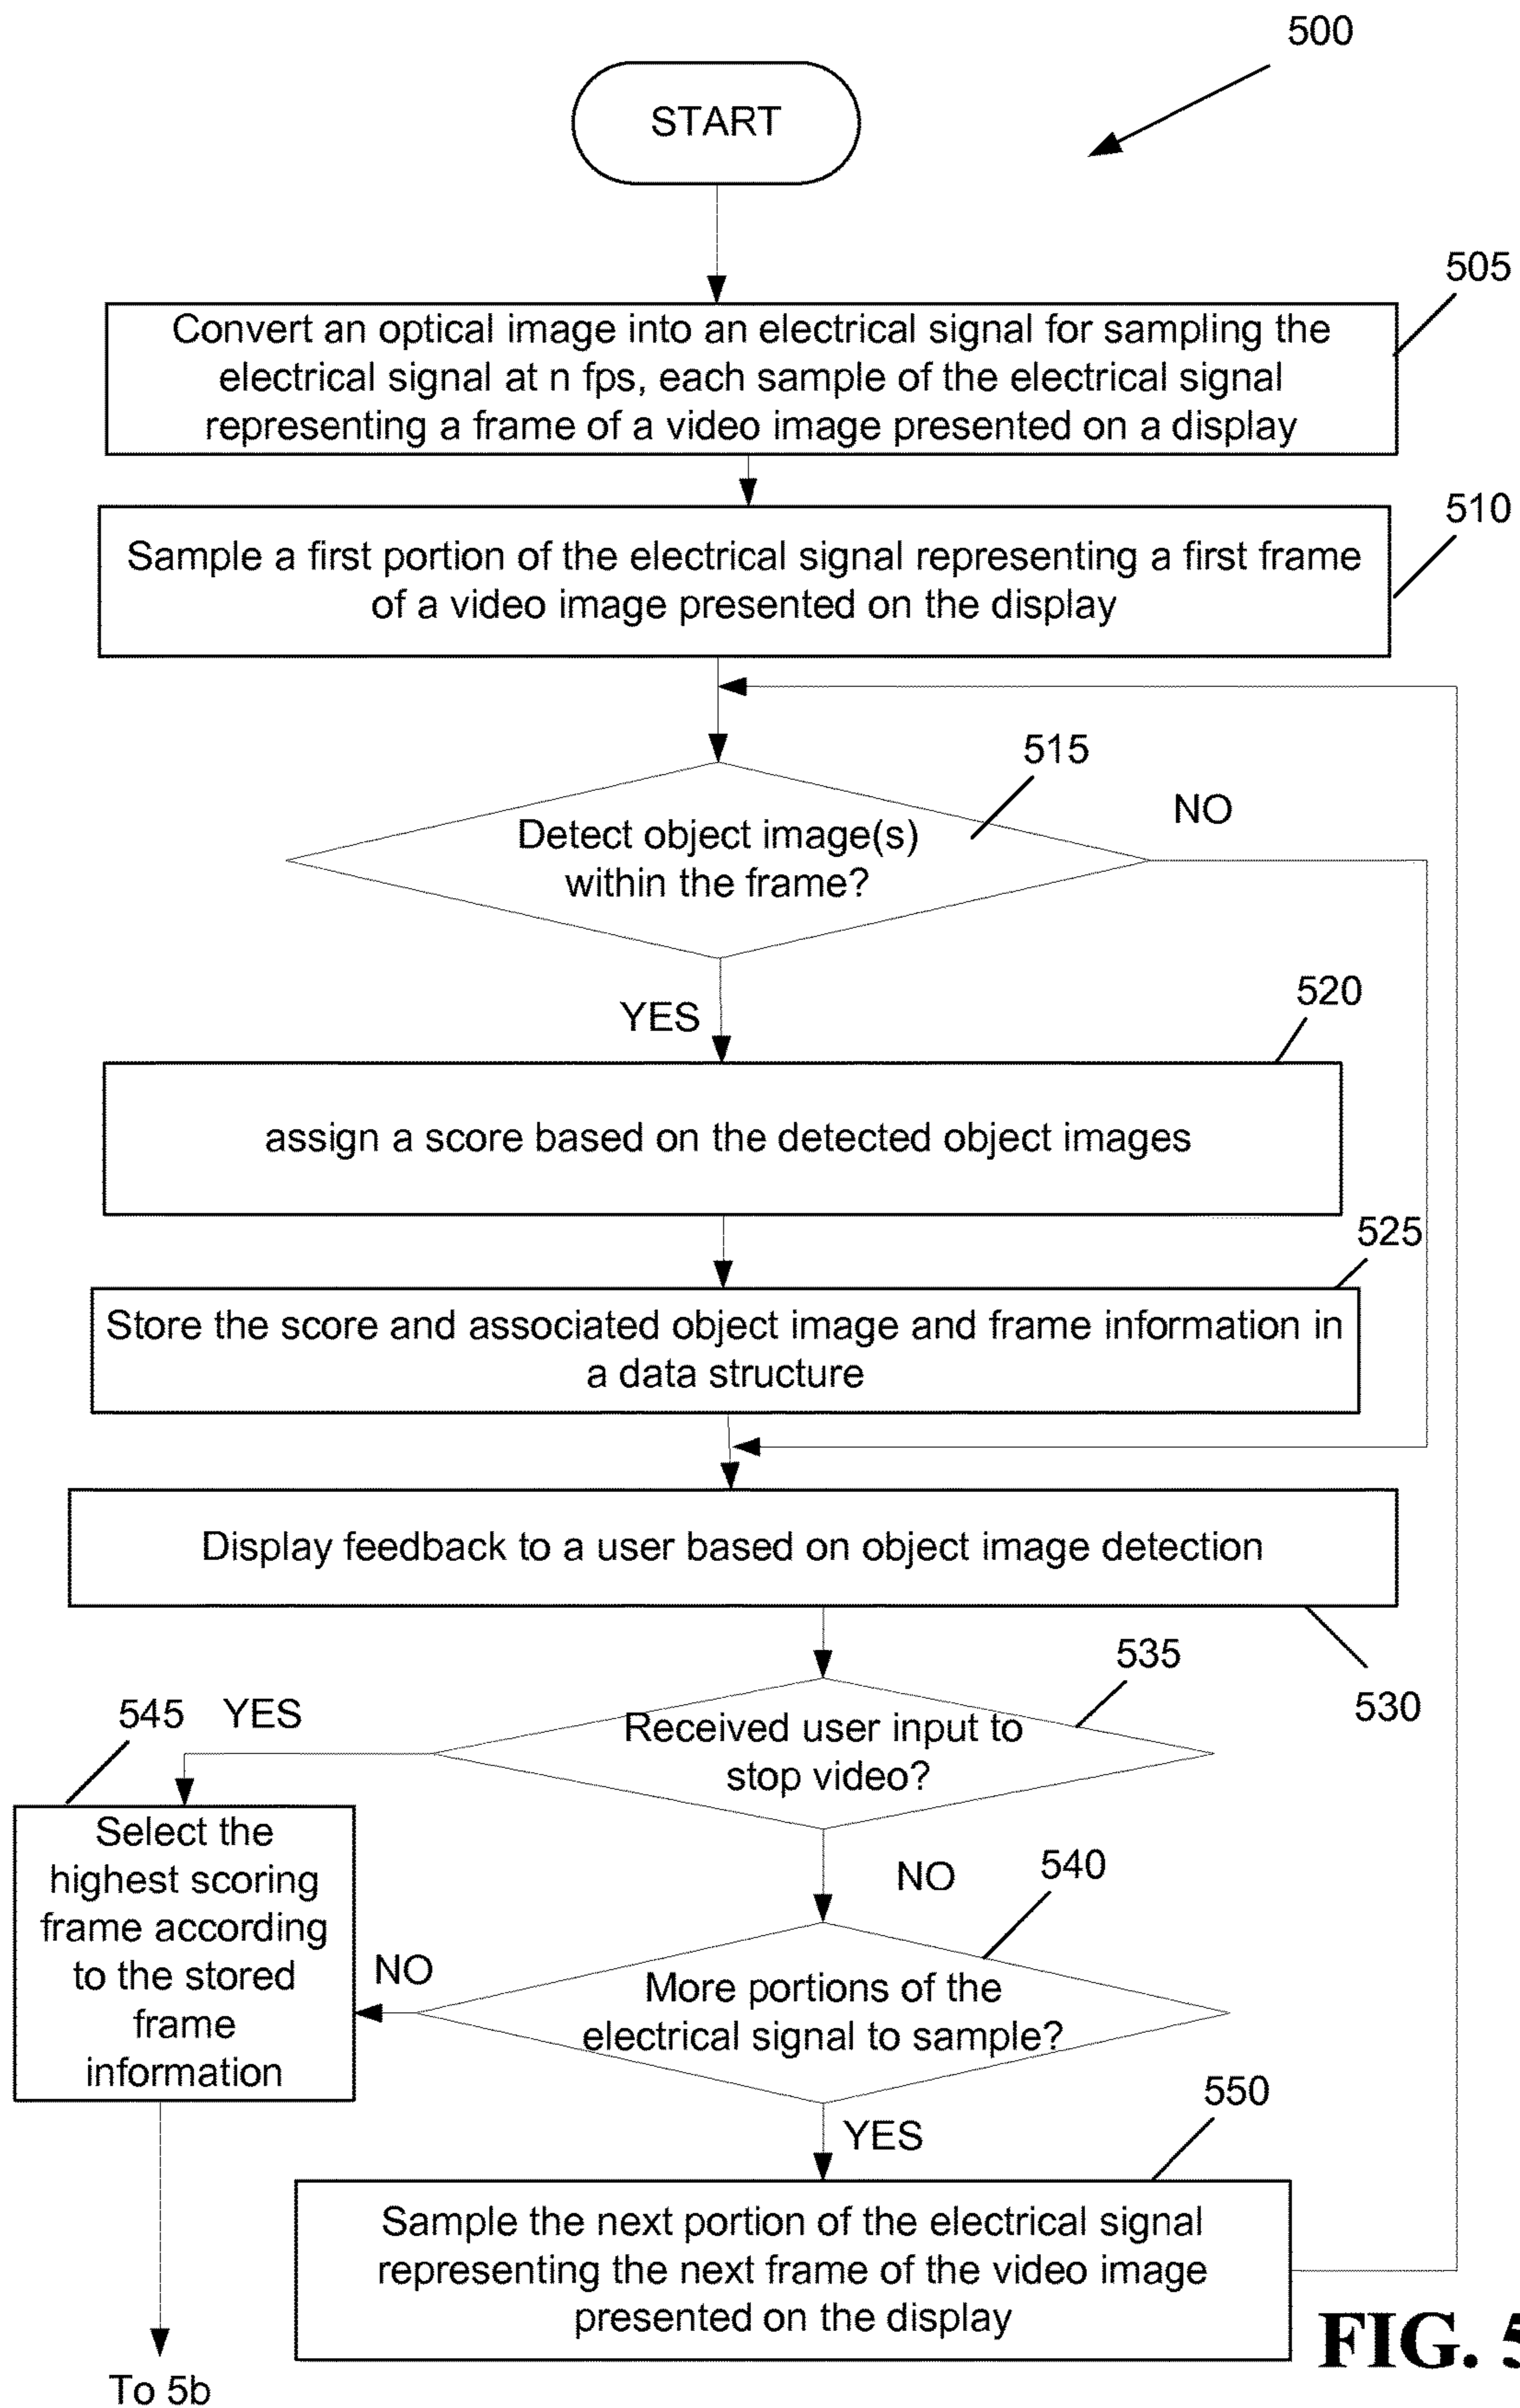 500
START
505
Convert an optical image into an electrical signal for sampling the
electrical signal at n fps, each sample of the electrical signal
representing a frame of a video image presented on a display
510
Sample a first portion of the electrical signal representing a first frame
of a video image presented on the display
515
NO
Detect object image(s)
within the frame?
YES
520
assign a score based on the detected object images
525
Store the score and associated object image and frame information in
a data structure
Display feedback to a user based on object image detection
530
535
545
YES
Received user input to
stop video?
NO
540
Select the
highest scoring
frame according
to the stored
frame
information
NO
More portions of the
electrical signal to sample?
YES
550
Sample the next portion of the electrical signal
representing the next frame of the video image
presented on the display
FIG. 5
To 5b